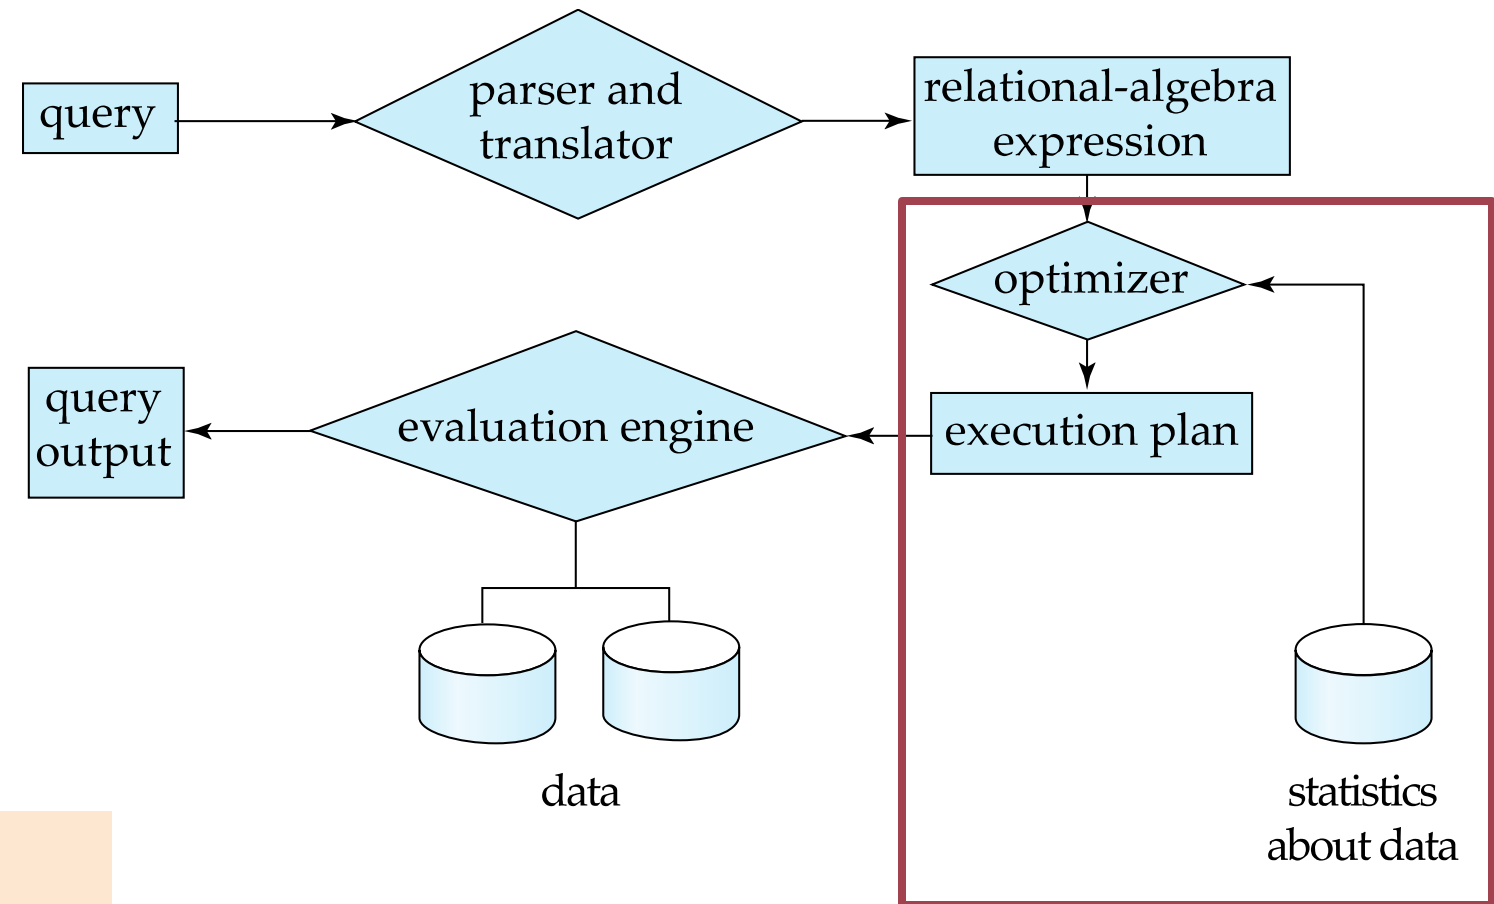 query
parser and
translator
relational-algebra
expression
optimizer
query
output
evaluation engine
execution plan
data
statistics
about data